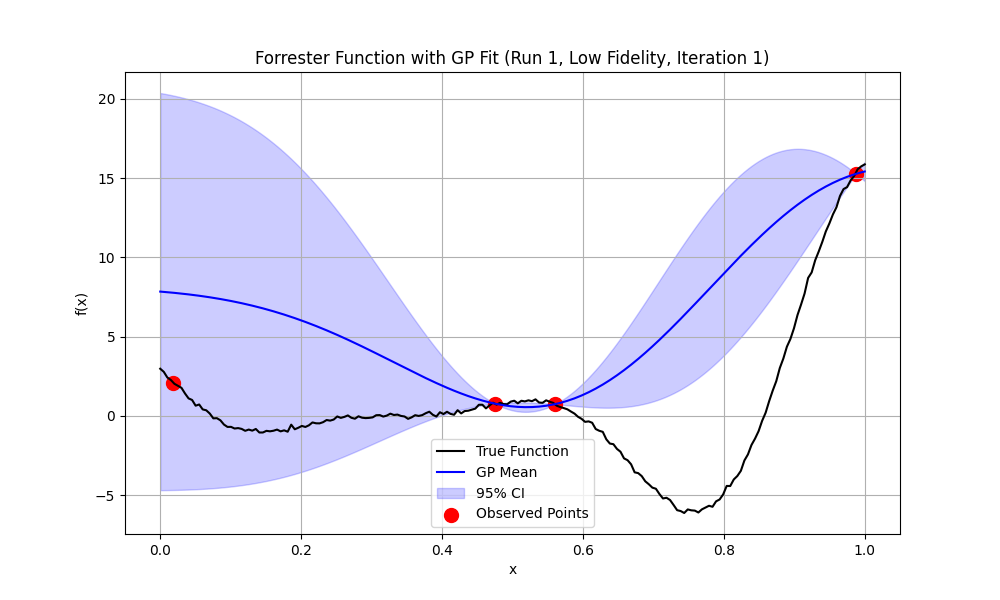 Forrester Function with GP Fit (Run 1, Low Fidelity, Iteration 1)
20
15
10
5
0
−5
f(x)
True Function
GP Mean
95% CI
Observed Points
0.0 0.2 0.4 0.6 0.8 1.0
x